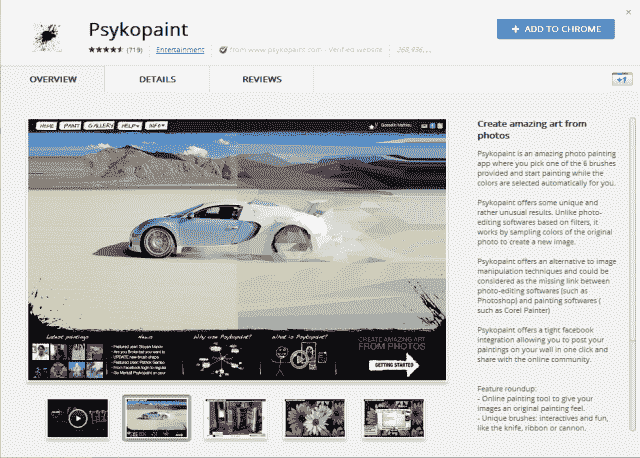 Psykopaint
(719)
Entertainment
from www.psykopaint.com - Verified website
ADD TO CHROME
OVERVIEW
DETAILS
REVIEWS
+1
HOME
PAINT
GALLERY
HELP
INFO
Latest paintings
News
Why use Psykopaint?
What is Psykopaint?
CREATE AMAZING ART
FROM PHOTOS
GETTING STARTED
Create amazing art from
photos
Psykopaint is an amazing photo painting
app where you pick one of the 6 brushes
provided and start painting while the
colors are selected automatically for you.
Psykopaint offers some unique and
rather unusual results. Unlike photo-
editing softwares based on filters, it
works by sampling colors of the original
photo to create a new image.
Psykopaint offers an alternative to image
manipulation techniques and could be
considered as the missing link between
photo-editing softwares (such as
Photoshop) and painting softwares (
such as Corel Painter)
Psykopaint offers a tight facebook
integration allowing you to post your
paintings on your wall in one click and
share with the online community.
Feature roundup:
- Online painting tool to give your
images an original painting feel.
- Unique brushes: interactives and fun,
like the knife, ribbon or cannon.